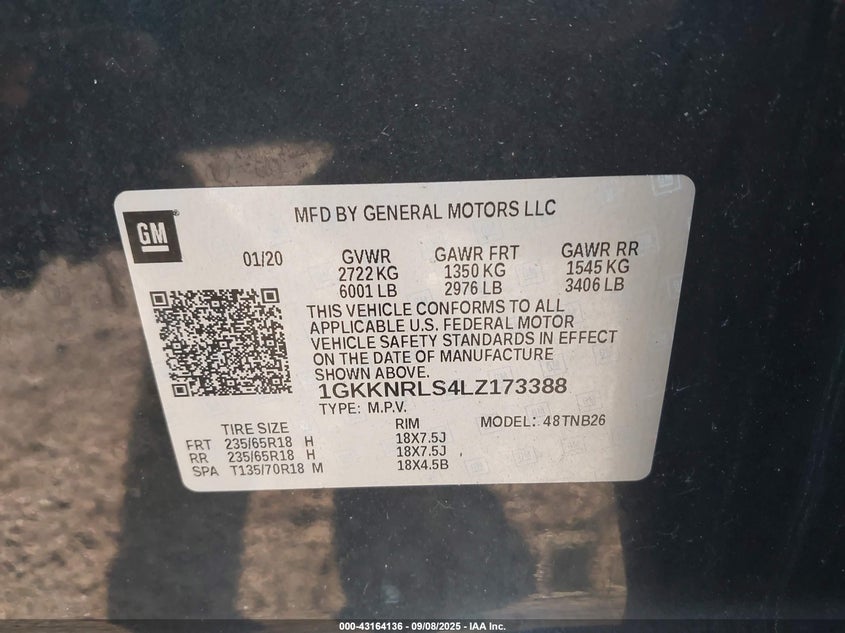 GM
®
MFD BY GENERAL MOTORS LLC
01/20
GVWR
2722 KG
6001 LB
GAWR FRT
1350 KG
2976 LB
GAWR RR
1545 KG
3406 LB
THIS VEHICLE CONFORMS TO ALL
APPLICABLE U.S. FEDERAL MOTOR
VEHICLE SAFETY STANDARDS IN EFFECT
ON THE DATE OF MANUFACTURE
SHOWN ABOVE.
1GKKNRLS4LZ173388
TYPE: M.P.V.
MODEL: 48TNB26
TIRE SIZE RIM
FRT 235/65R18 H 18X7.5J
RR 235/65R18 H 18X7.5J
SPA T135/70R18 M 18X4.5B
000-43164136 - 09/08/2025 - IAA Inc.